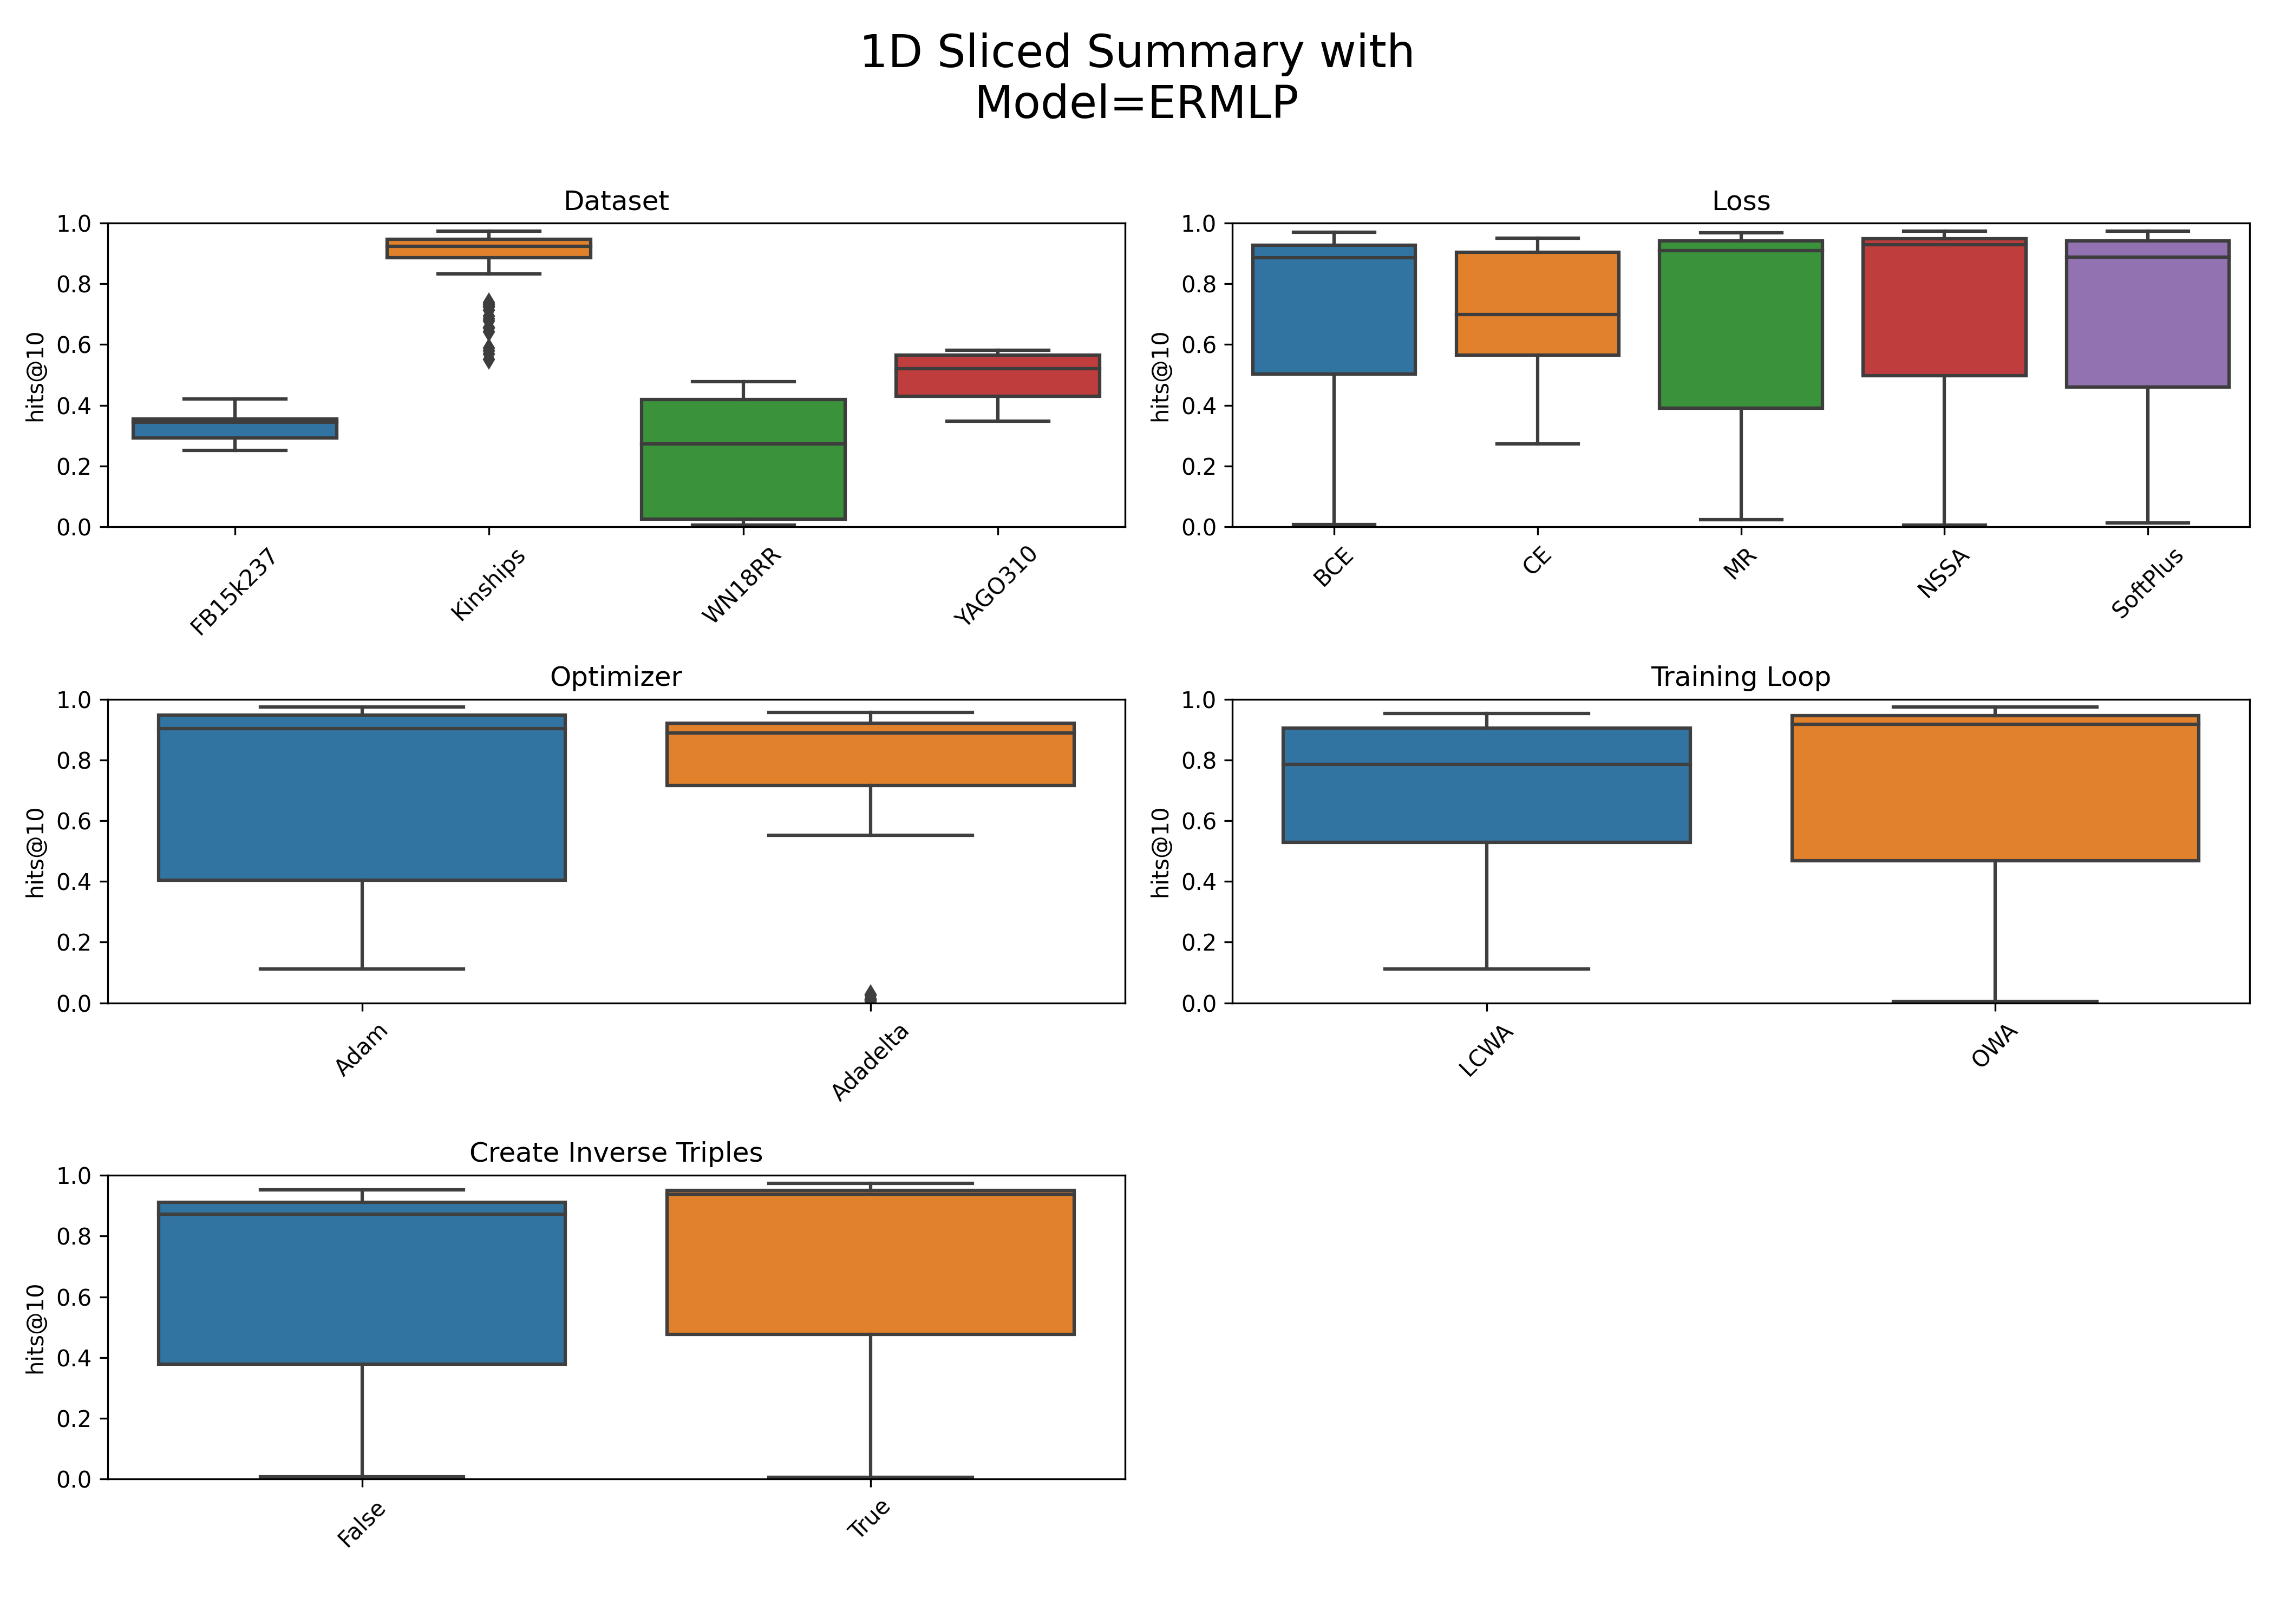 1D Sliced Summary with
Model=ERMLP
Dataset
hits@10
1.0
0.8
0.6
0.4
0.2
0.0
FB15k237
Kinships
WN18RR
YAGO310
Loss
hits@10
1.0
0.8
0.6
0.4
0.2
0.0
BCE
CE
MR
NSSA
SoftPlus
Optimizer
hits@10
1.0
0.8
0.6
0.4
0.2
0.0
Adam
Adadelta
Training Loop
hits@10
1.0
0.8
0.6
0.4
0.2
0.0
LCWA
OWA
Create Inverse Triples
hits@10
1.0
0.8
0.6
0.4
0.2
0.0
False
True